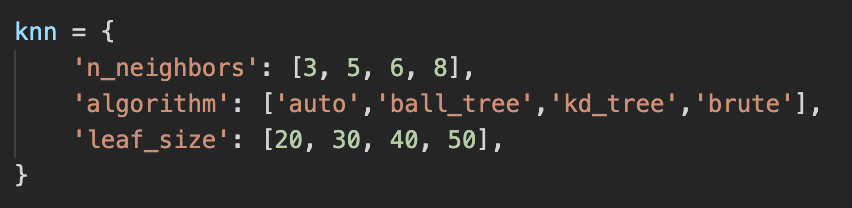 knn = {
    'n_neighbors': [3, 5, 6, 8],
    'algorithm': ['auto','ball_tree','kd_tree','brute'],
    'leaf_size': [20, 30, 40, 50],
}